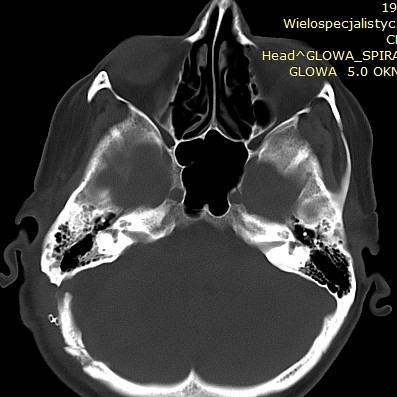 19
Wielospecjalistyc
Head^GLOWA_SPIRA
GLOWA 5.0 OKN